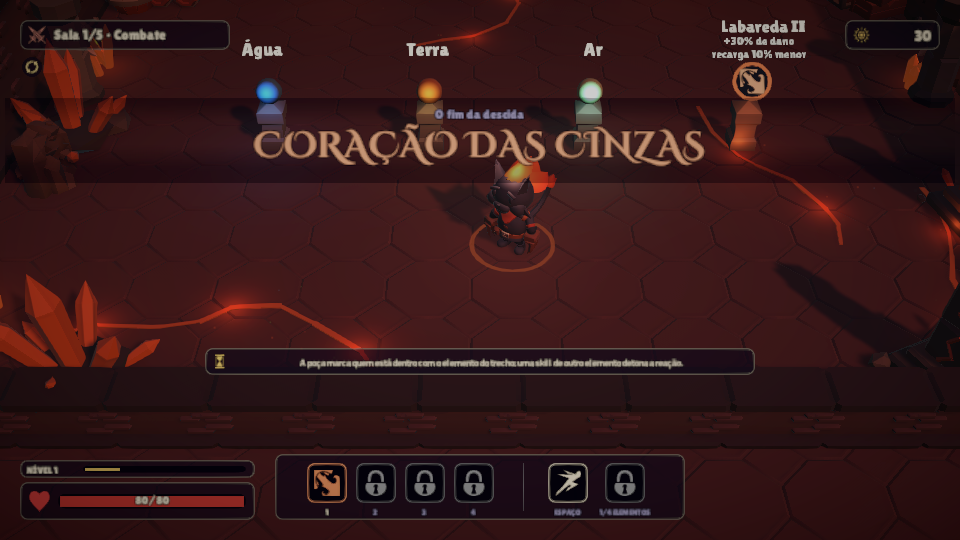 Sala 1/5 - Combate
Água
Terra
Ar
Labareda II
+30% de dano
recarga 10% menor
30
O fim da descida
CORAÇÃO DAS CINZAS
A poça marca quem está dentro com o elemento do trecho; uma skill de outro elemento detona a reação.
NÍVEL 1
80/80
1
2
3
4
ESPAÇO
1/4 ELEMENTOS